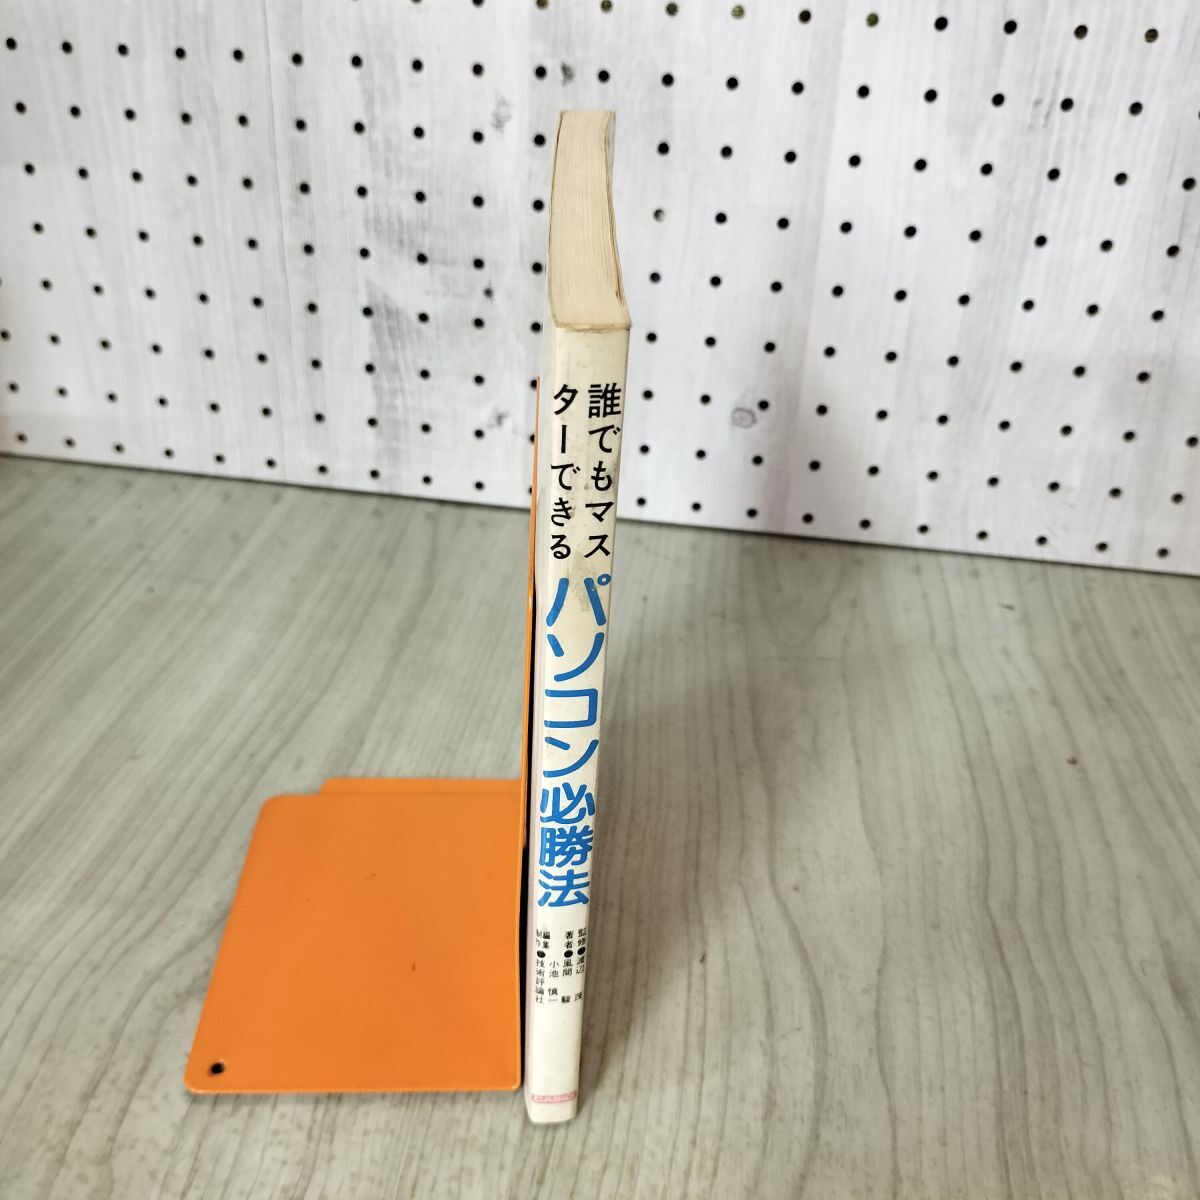 誰でもマス
ターできる
パソコン必勝法
監修●渡辺 茂
著者●風間 駿
小池慎一
編集制作●技術評論社
CASIO